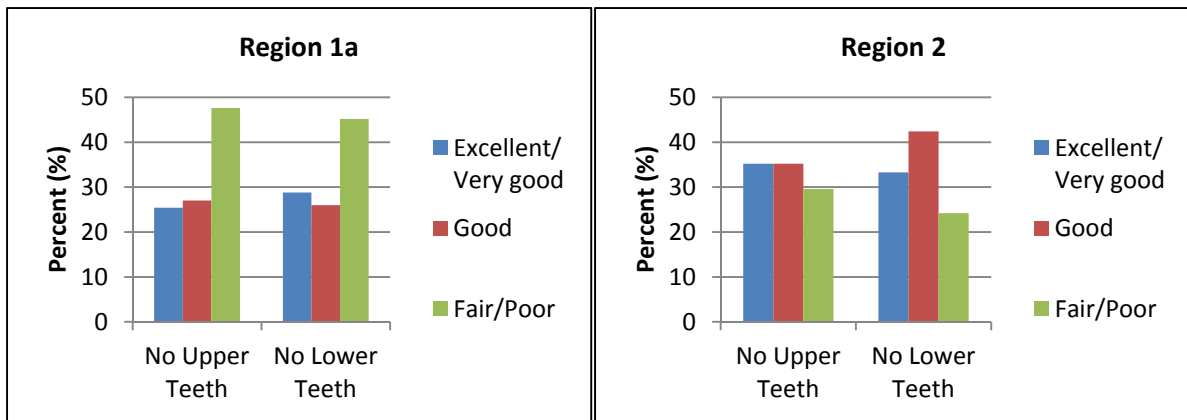 Region 1a
Percent (%)
50
40
30
20
10
0
No Upper
Teeth
No Lower
Teeth
Excellent/
Very good
Good
Fair/Poor
Region 2
Percent (%)
50
40
30
20
10
0
No Upper
Teeth
No Lower
Teeth
Excellent/
Very good
Good
Fair/Poor